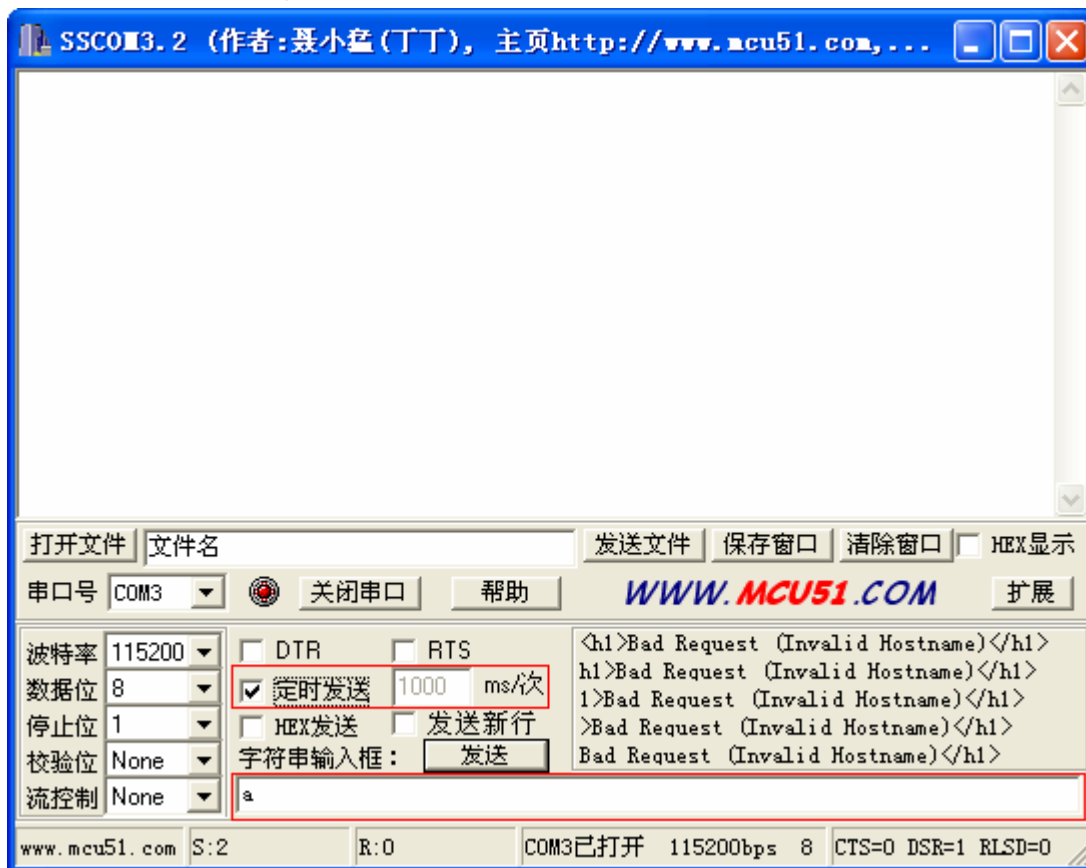 SSCOM3.2 (作者:聂小猛(丁丁), 主页http://www.mcu51.com,...
打开文件 文件名 发送文件 保存窗口 清除窗口 HEX显示
串口号 COM3 关闭串口 帮助 WWW.MCU51.COM 扩展
波特率 115200 DTR RTS <h1>Bad Request (Invalid Hostname)</h1>
h1>Bad Request (Invalid Hostname)</h1>
数据位 8 定时发送 1000 ms/次 1>Bad Request (Invalid Hostname)</h1>
停止位 1 HEX发送 发送新行 >Bad Request (Invalid Hostname)</h1>
校验位 None 字符串输入框: 发送 Bad Request (Invalid Hostname)</h1>
流控制 None a
www.mcu51.com S:2 R:0 COM3已打开 115200bps 8 CTS=0 DSR=1 RLSD=0